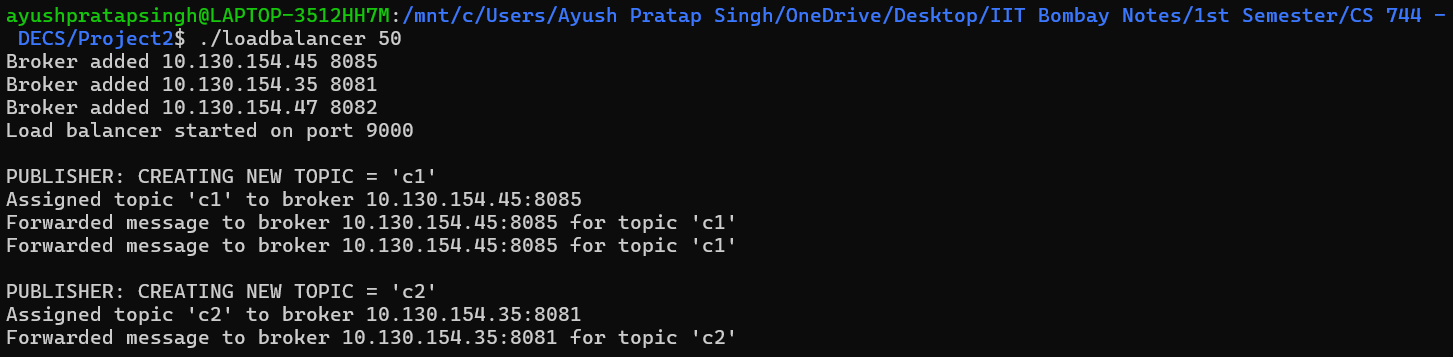 ayushpratapsingh@LAPTOP-3512HH7M:/mnt/c/Users/Ayush Pratap Singh/OneDrive/Desktop/IIT Bombay Notes/1st Semester/CS 744 -
 DECS/Project2$ ./loadbalancer 50
Broker added 10.130.154.45 8085
Broker added 10.130.154.35 8081
Broker added 10.130.154.47 8082
Load balancer started on port 9000

PUBLISHER: CREATING NEW TOPIC = 'c1'
Assigned topic 'c1' to broker 10.130.154.45:8085
Forwarded message to broker 10.130.154.45:8085 for topic 'c1'
Forwarded message to broker 10.130.154.45:8085 for topic 'c1'

PUBLISHER: CREATING NEW TOPIC = 'c2'
Assigned topic 'c2' to broker 10.130.154.35:8081
Forwarded message to broker 10.130.154.35:8081 for topic 'c2'